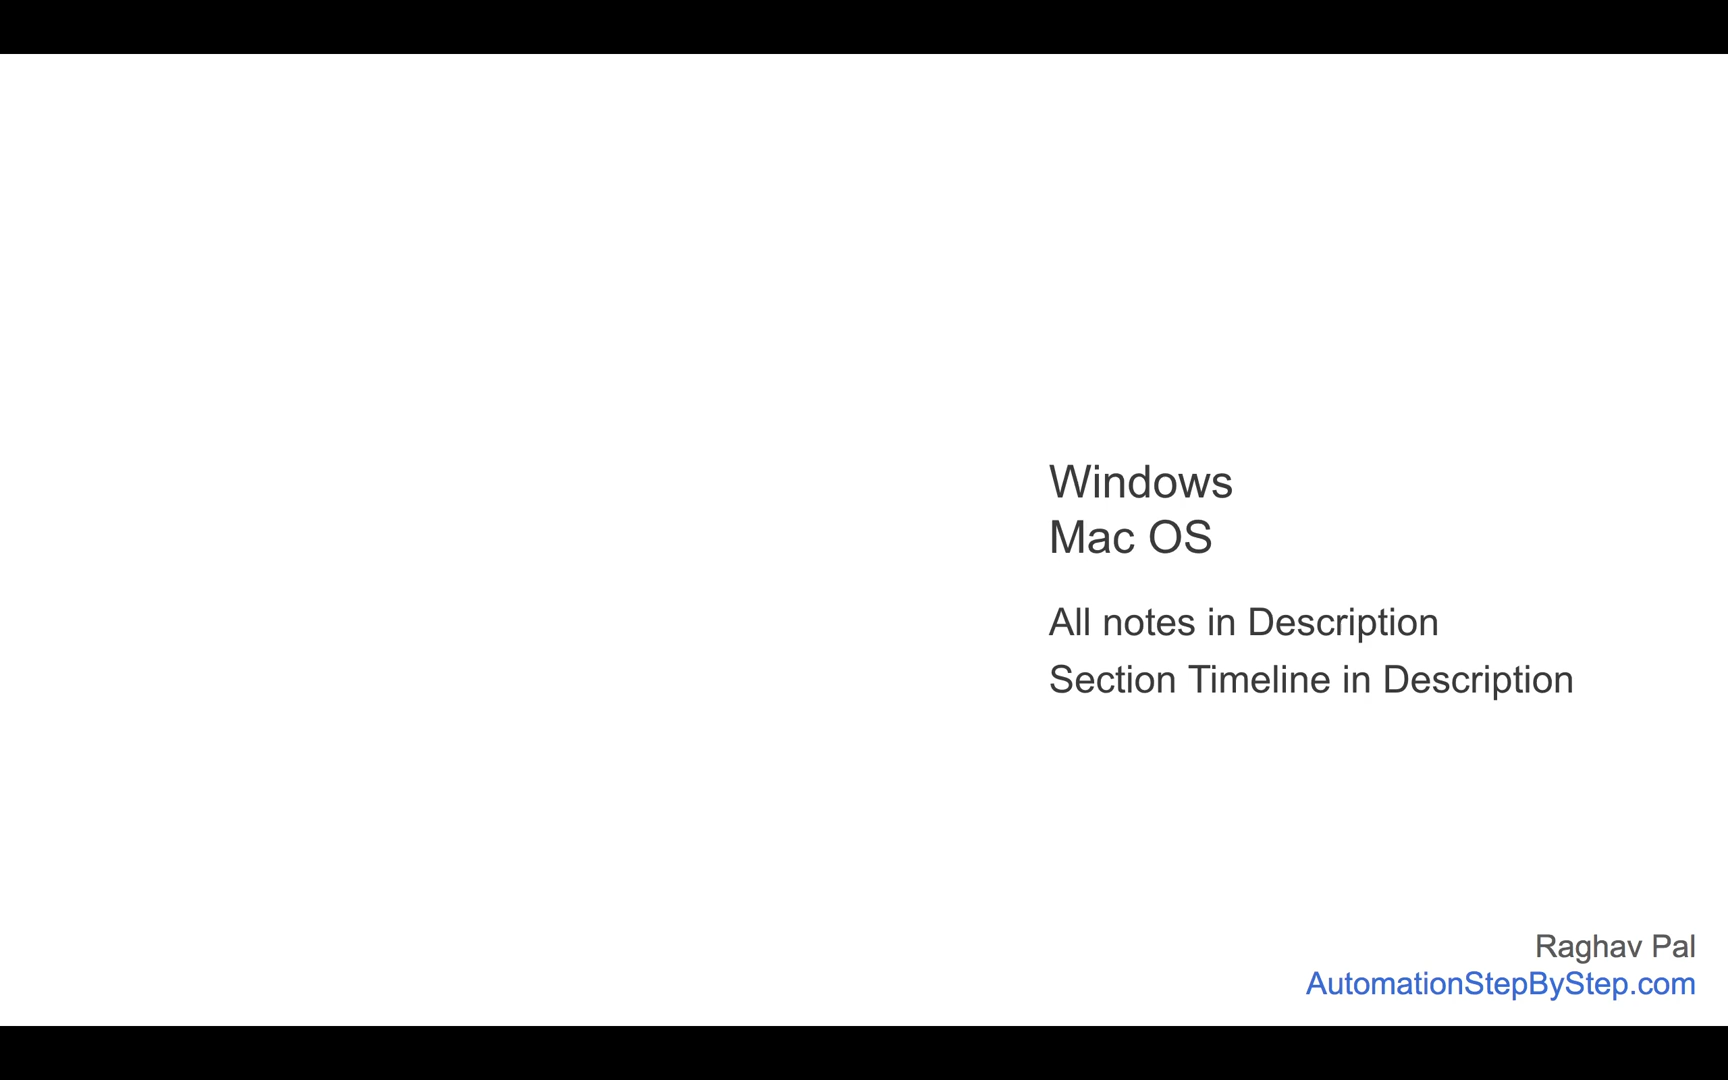 Windows
Mac OS
All notes in Description
Section Timeline in Description
Raghav Pal
AutomationStepByStep.com